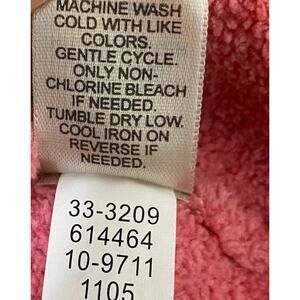 MACHINE WASH
COLD WITH LIKE
COLORS.
GENTLE CYCLE.
ONLY NON-
CHLORINE BLEACH
IF NEEDED.
TUMBLE DRY LOW.
COOL IRON ON
REVERSE IF
NEEDED.
33-3209
614464
10-9711
1105